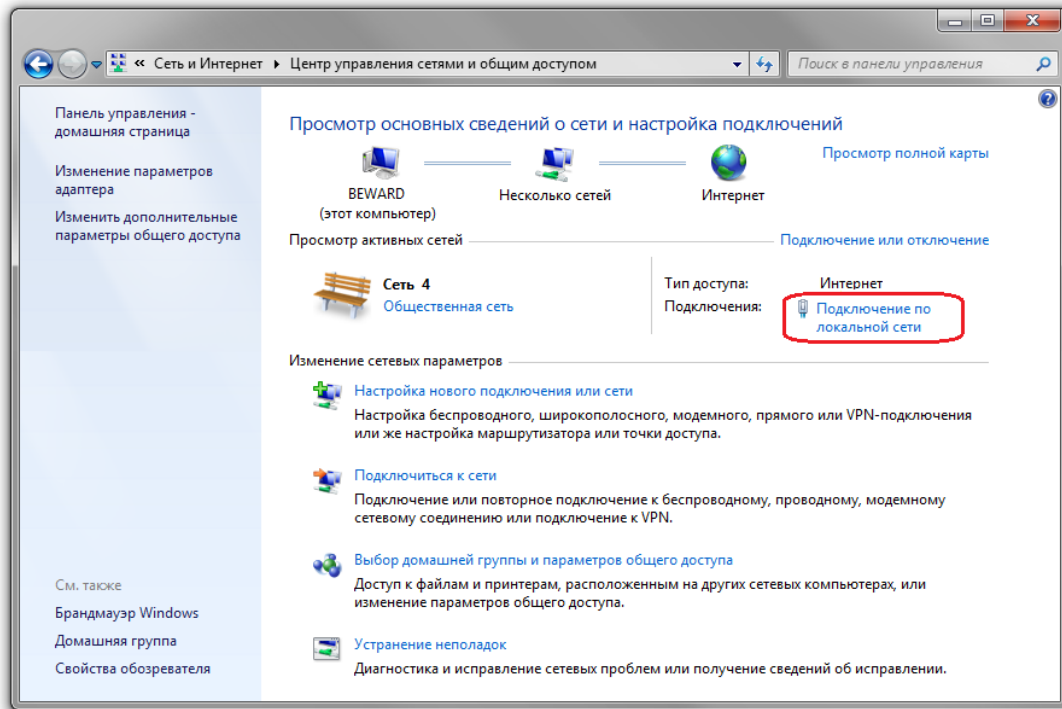 « Сеть и Интернет ▸ Центр управления сетями и общим доступом
Поиск в панели управления
Панель управления -
домашняя страница
Изменение параметров
адаптера
Изменить дополнительные
параметры общего доступа
Просмотр основных сведений о сети и настройка подключений
Просмотр полной карты
BEWARD
(этот компьютер)
Несколько сетей
Интернет
Просмотр активных сетей
Подключение или отключение
Сеть 4
Общественная сеть
Тип доступа: Интернет
Подключения: Подключение по
локальной сети
Изменение сетевых параметров
Настройка нового подключения или сети
Настройка беспроводного, широкополосного, модемного, прямого или VPN-подключения
или же настройка маршрутизатора или точки доступа.
Подключиться к сети
Подключение или повторное подключение к беспроводному, проводному, модемному
сетевому соединению или подключение к VPN.
Выбор домашней группы и параметров общего доступа
Доступ к файлам и принтерам, расположенным на других сетевых компьютерах, или
изменение параметров общего доступа.
Устранение неполадок
Диагностика и исправление сетевых проблем или получение сведений об исправлении.
См. также
Брандмауэр Windows
Домашняя группа
Свойства обозревателя